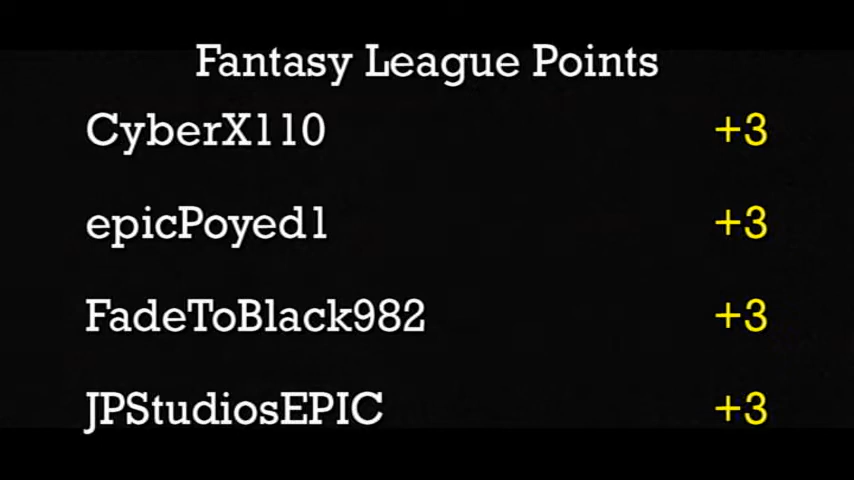 Fantasy League Points
CyberX110 +3
epicPoyed1 +3
FadeToBlack982 +3
JPStudiosEPIC +3